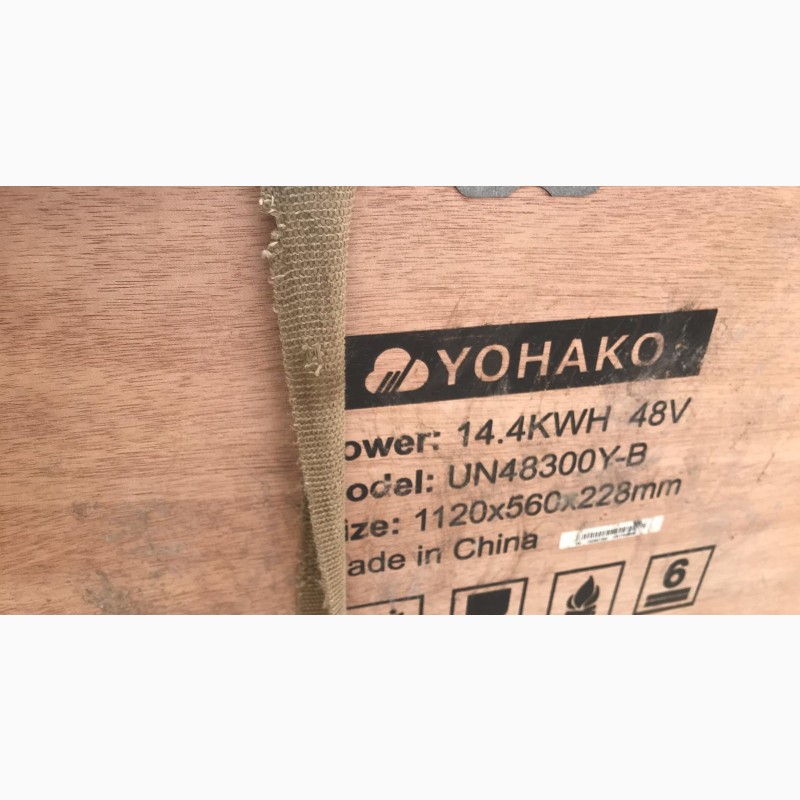 YOHAKO
ower: 14.4KWH 48V
odel: UN48300Y-B
ize: 1120x560x228mm
ade in China
6